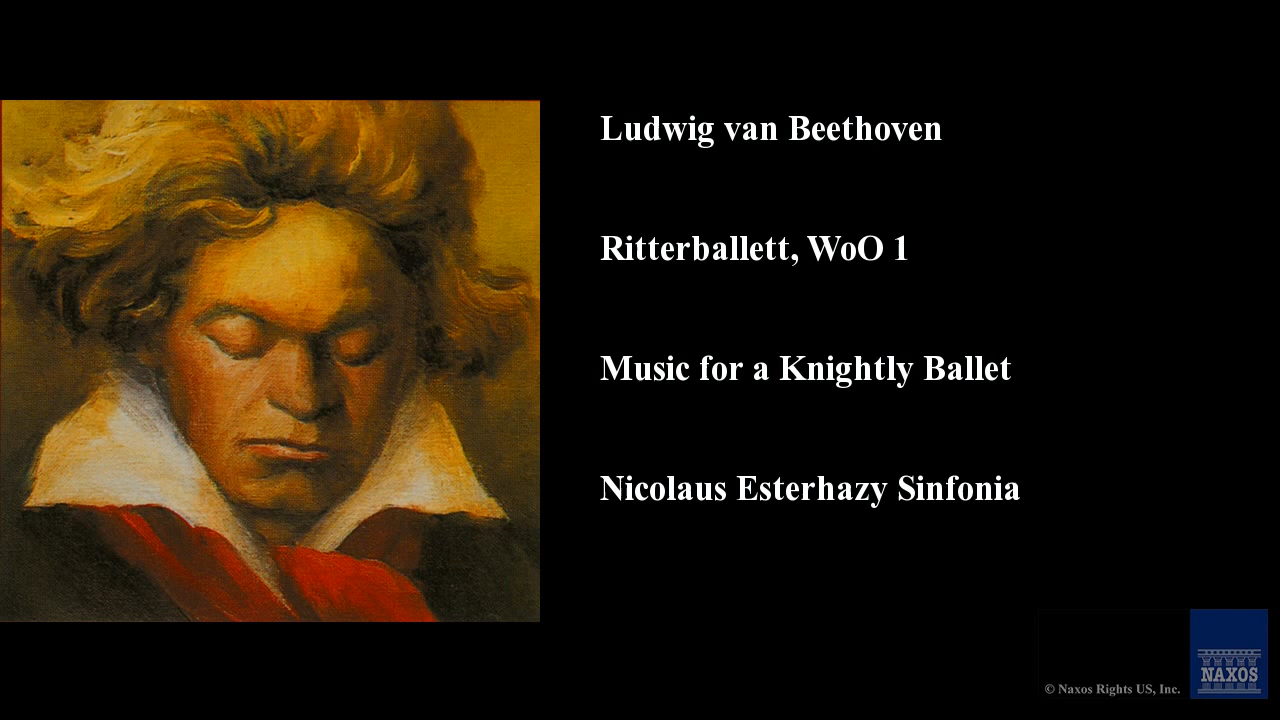 Ludwig van Beethoven
Ritterballett, WoO 1
Music for a Knightly Ballet
Nicolaus Esterhazy Sinfonia
© Naxos Rights US, Inc.
NAXOS